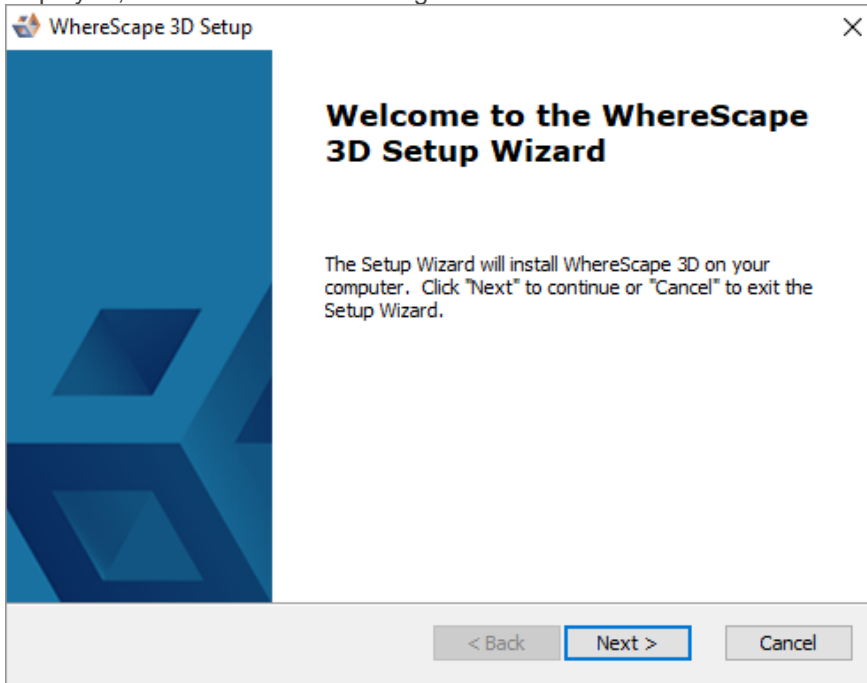 WhereScape 3D Setup
Welcome to the WhereScape
3D Setup Wizard
The Setup Wizard will install WhereScape 3D on your
computer. Click "Next" to continue or "Cancel" to exit the
Setup Wizard.
< Back Next > Cancel